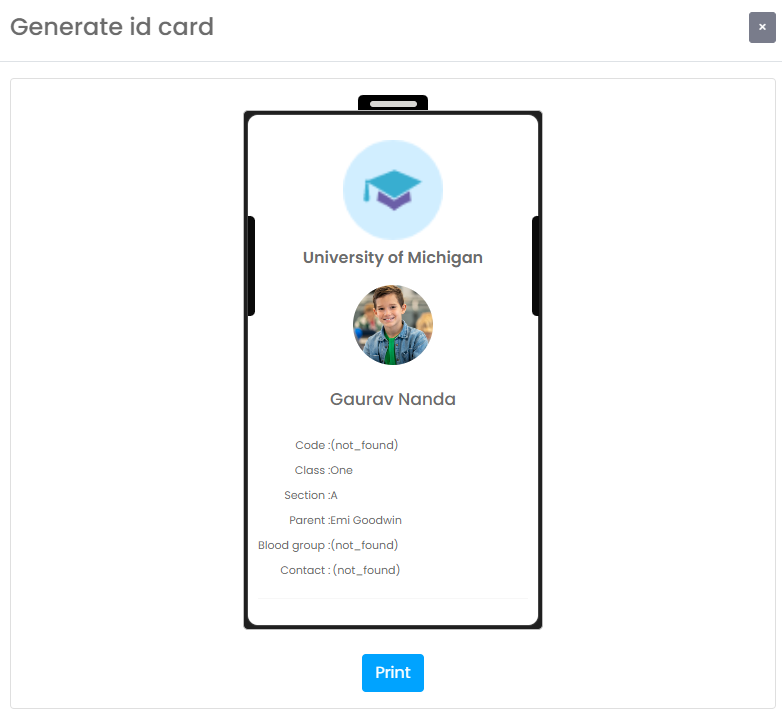 Generate id card
×
University of Michigan
Gaurav Nanda
Code :(not_found)
Class :One
Section :A
Parent :Emi Goodwin
Blood group :(not_found)
Contact : (not_found)
Print